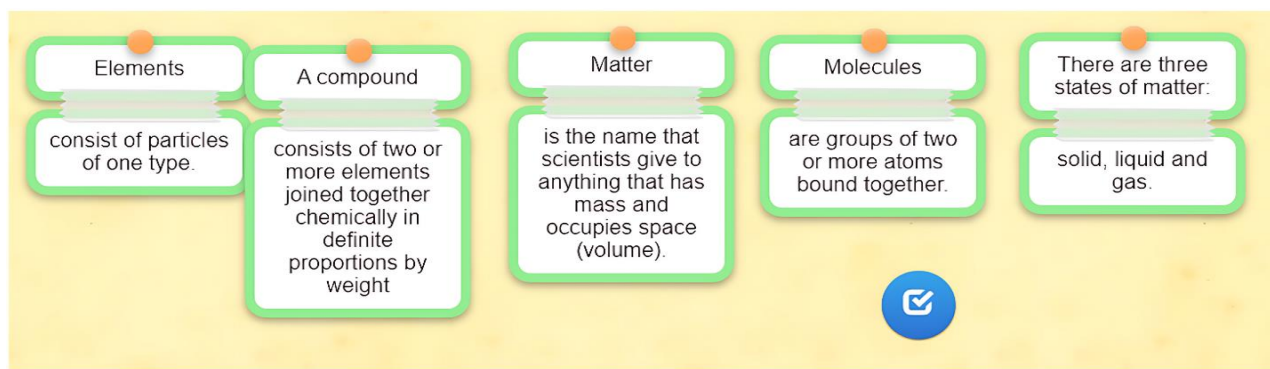 Elements
consist of particles
of one type.
A compound
consists of two or
more elements
joined together
chemically in
definite
proportions by
weight
Matter
is the name that
scientists give to
anything that has
mass and
occupies space
(volume).
Molecules
are groups of two
or more atoms
bound together.
There are three
states of matter:
solid, liquid and
gas.